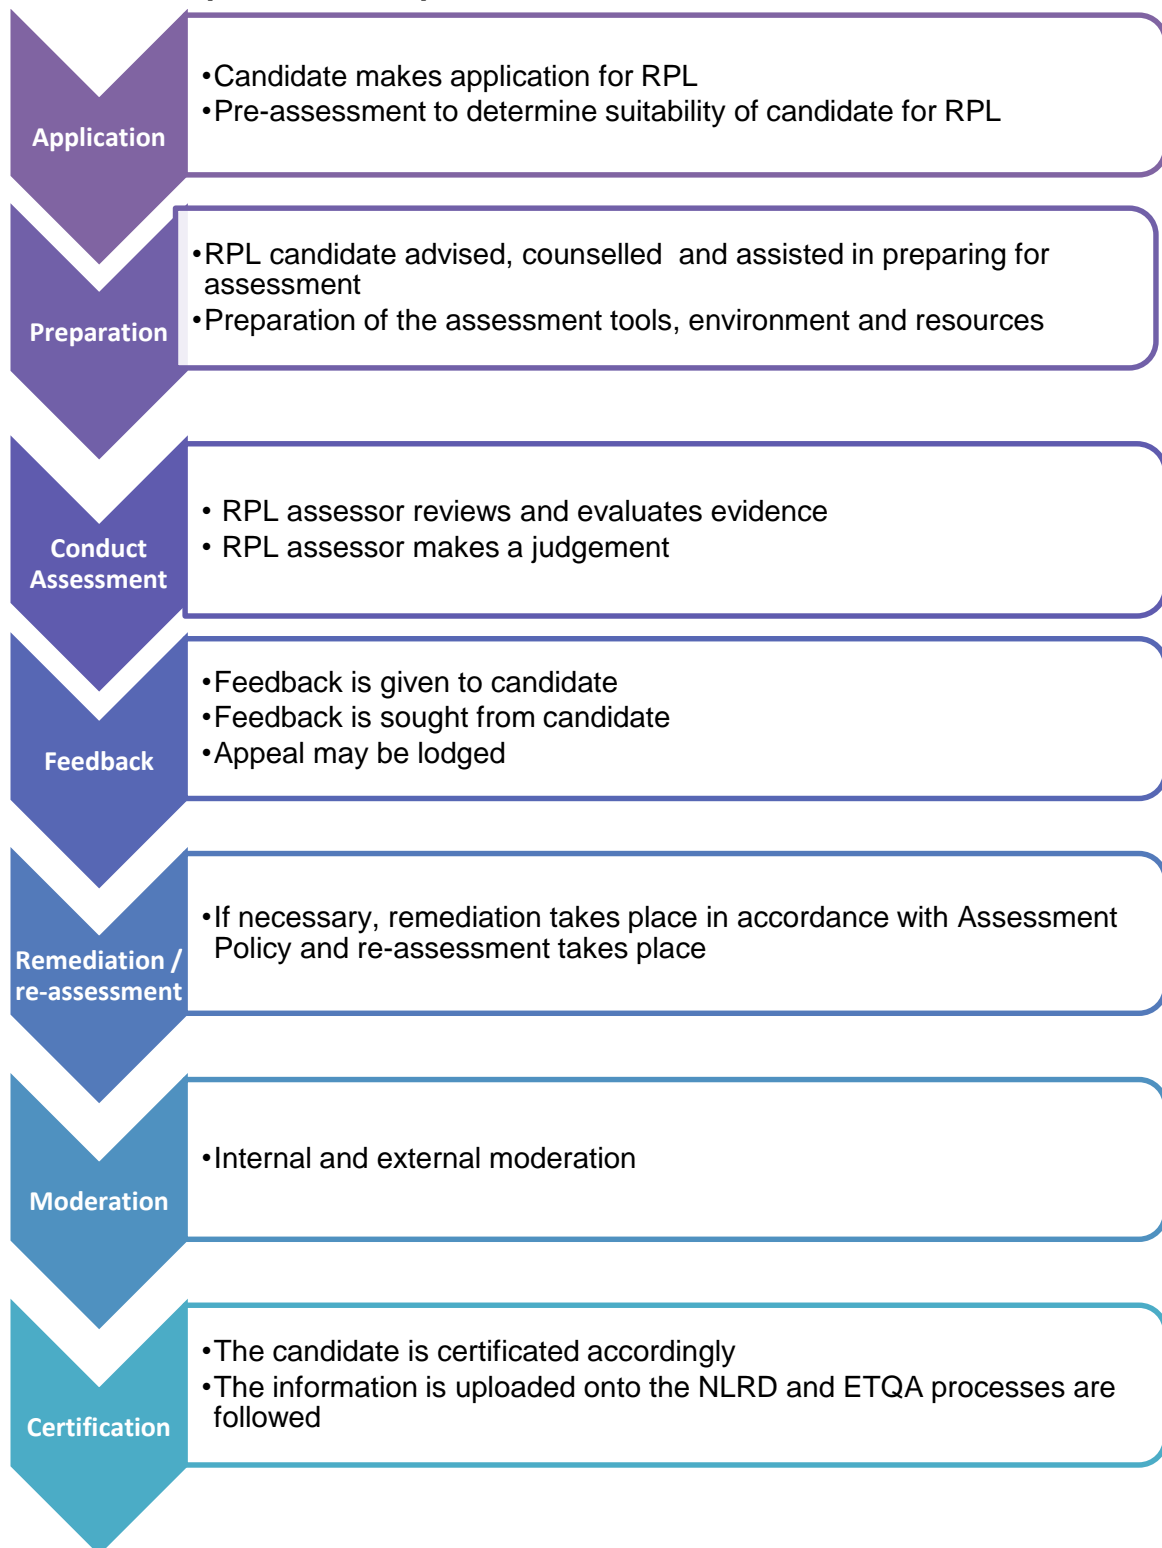 Application
•Candidate makes application for RPL
•Pre-assessment to determine suitability of candidate for RPL
Preparation
•RPL candidate advised, counselled  and assisted in preparing for
assessment
•Preparation of the assessment tools, environment and resources
Conduct
Assessment
• RPL assessor reviews and evaluates evidence
• RPL assessor makes a judgement
Feedback
•Feedback is given to candidate
•Feedback is sought from candidate
•Appeal may be lodged
Remediation /
re-assessment
•If necessary, remediation takes place in accordance with Assessment
Policy and re-assessment takes place
Moderation
•Internal and external moderation
Certification
•The candidate is certificated accordingly
•The information is uploaded onto the NLRD and ETQA processes are
followed